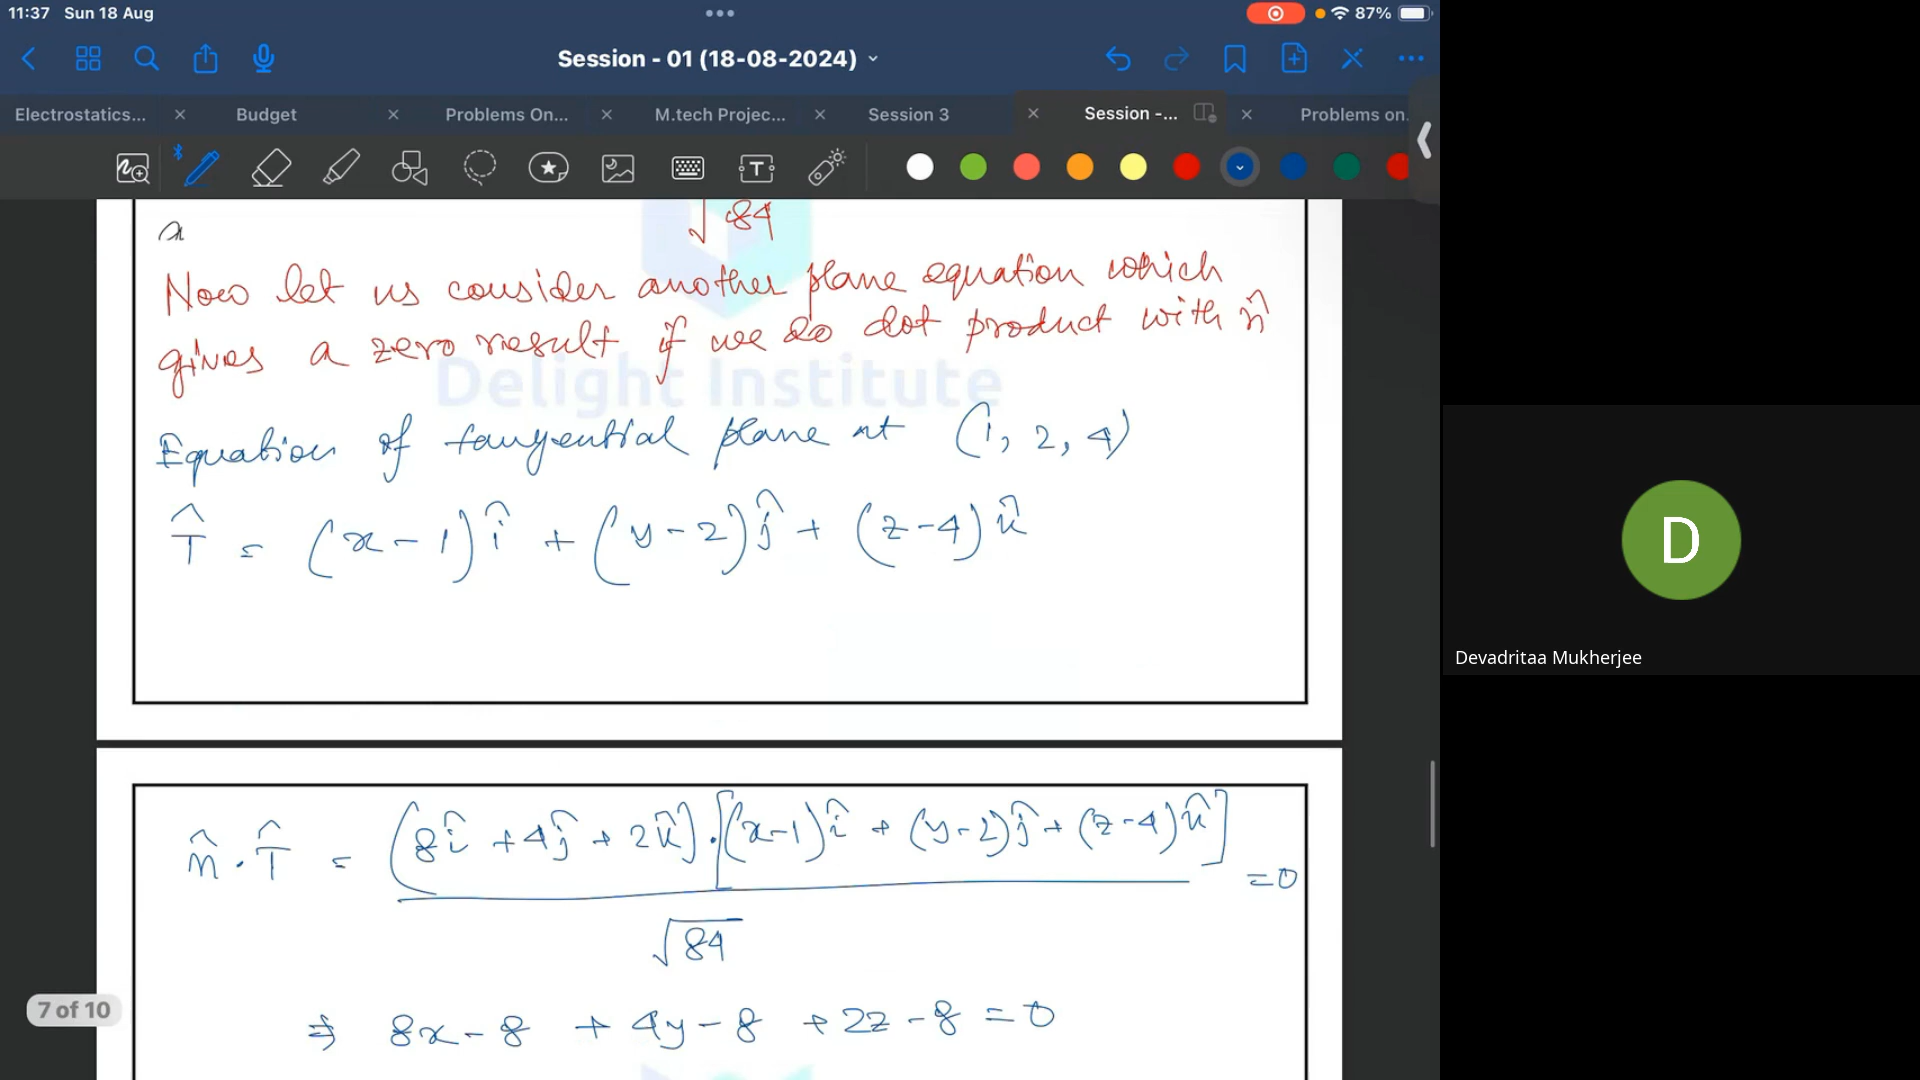 11:37 Sun 18 Aug
87%
Session - 01 (18-08-2024)
Electrostatics... Budget Problems On... M.tech Projec... Session 3 Session -... Problems on.
√84
Now let us consider another plane equation which
gives a zero result if we do dot product with n̂
Delight Institute
Equation of tangential plane at (1, 2, 4)
T̂ = (x-1)î + (y-2)ĵ + (z-4)k̂
n̂ . T̂ = (8î + 4ĵ + 2k̂).[(x-1)î + (y-2)ĵ + (z-4)k̂] =0
√84
7 of 10
⇒ 8x-8 + 4y-8 +2z-8 =0
D
Devadritaa Mukherjee